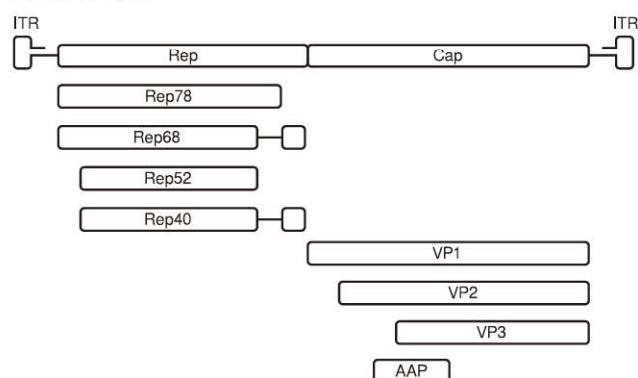 ITR ITR
Rep Cap
Rep78
Rep68
Rep52
Rep40
VP1
VP2
VP3
AAP